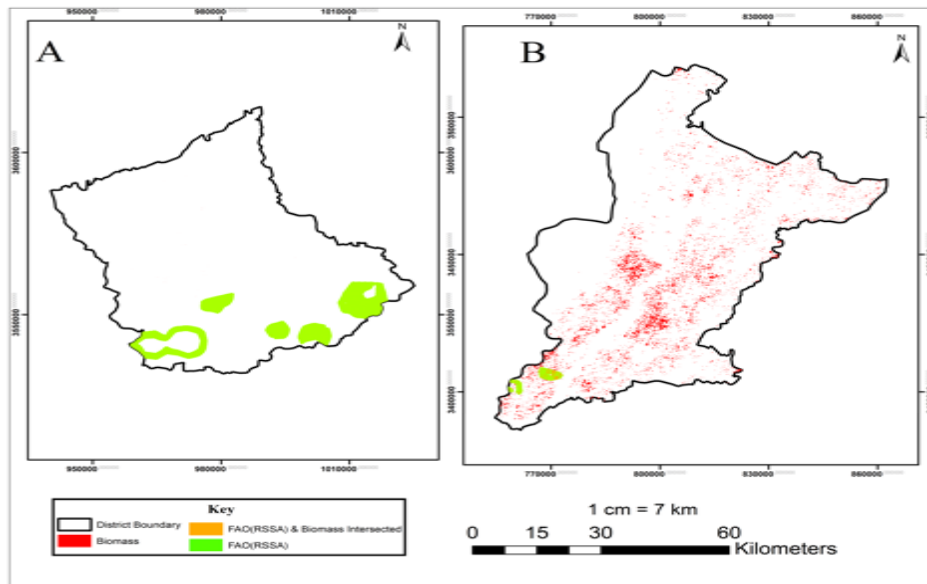 950000 980000 1010000
770000 800000 830000 860000
A
N
B
N
3600000
3550000
3500000
3450000
3400000
950000 980000 1010000
770000 800000 830000 860000
Key
District Boundary
FAO(RSSA) & Biomass Intersected
Biomass
FAO(RSSA)
1 cm = 7 km
0 15 30 60
Kilometers